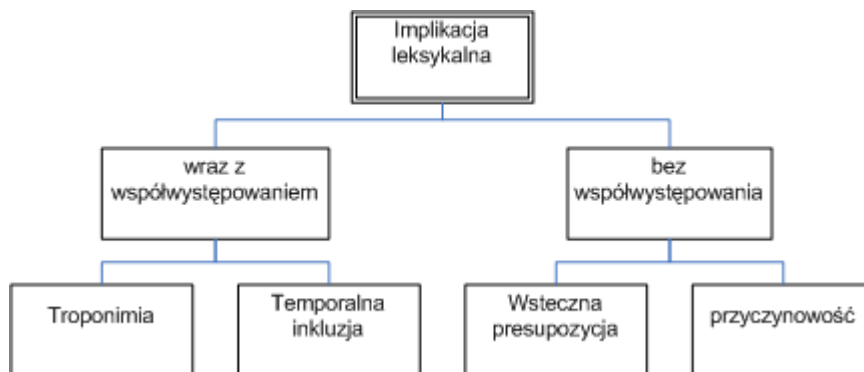 Implikacja
leksykalna
wraz z
współwystępowaniem
bez
współwystępowania
Troponimia
Temporalna
inkluzja
Wsteczna
presupozycja
przyczynowość